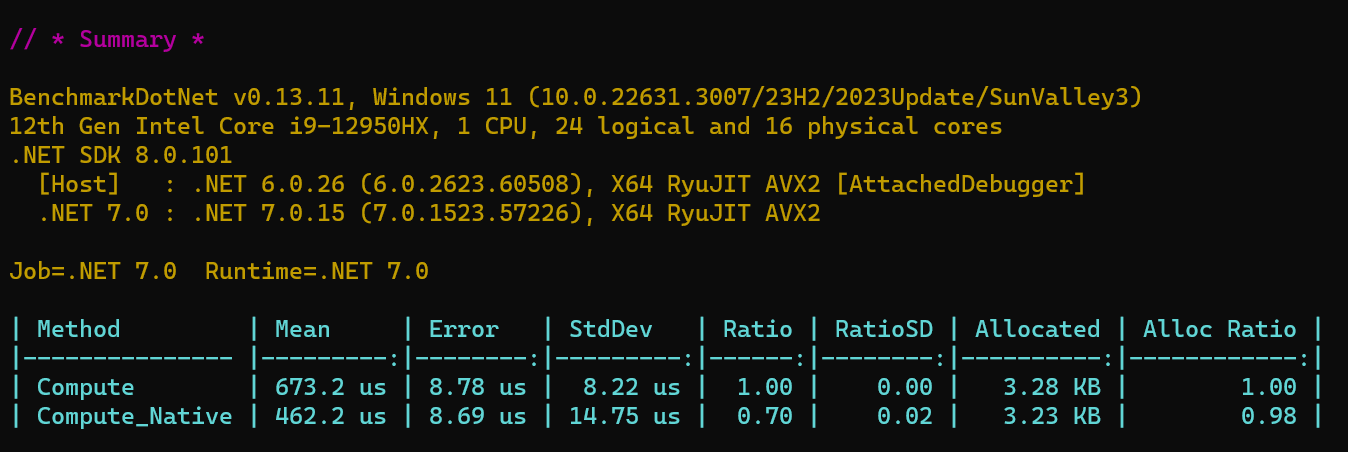 // * Summary *
BenchmarkDotNet v0.13.11, Windows 11 (10.0.22631.3007/23H2/2023Update/SunValley3)
12th Gen Intel Core i9-12950HX, 1 CPU, 24 logical and 16 physical cores
.NET SDK 8.0.101
  [Host]   : .NET 6.0.26 (6.0.2623.60508), X64 RyuJIT AVX2 [AttachedDebugger]
  .NET 7.0 : .NET 7.0.15 (7.0.1523.57226), X64 RyuJIT AVX2
Job=.NET 7.0  Runtime=.NET 7.0
| Method         | Mean     | Error   | StdDev   | Ratio | RatioSD | Allocated | Alloc Ratio |
|--------------- |---------:|--------:|---------:|------:|--------:|----------:|------------:|
| Compute        | 673.2 us | 8.78 us |  8.22 us |  1.00 |    0.00 |   3.28 KB |        1.00 |
| Compute_Native | 462.2 us | 8.69 us | 14.75 us |  0.70 |    0.02 |   3.23 KB |        0.98 |